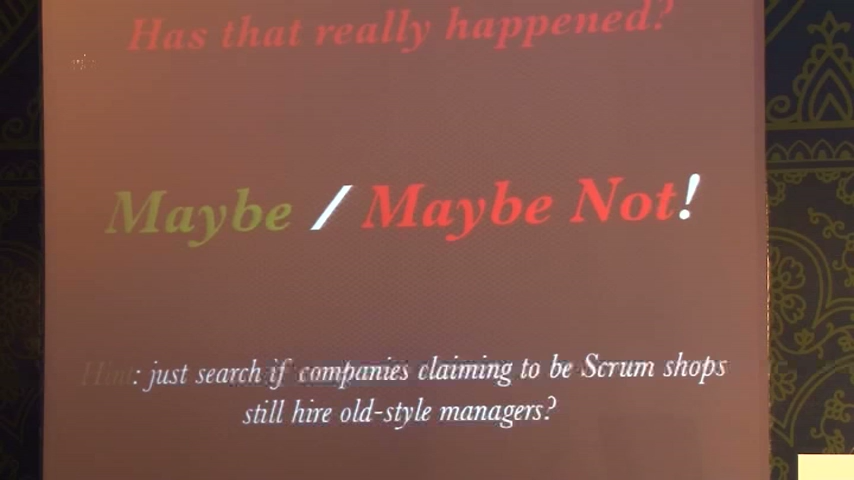 Has that really happened?
Maybe / Maybe Not!
Hint: just search if companies claiming to be Scrum shops
still hire old-style managers?